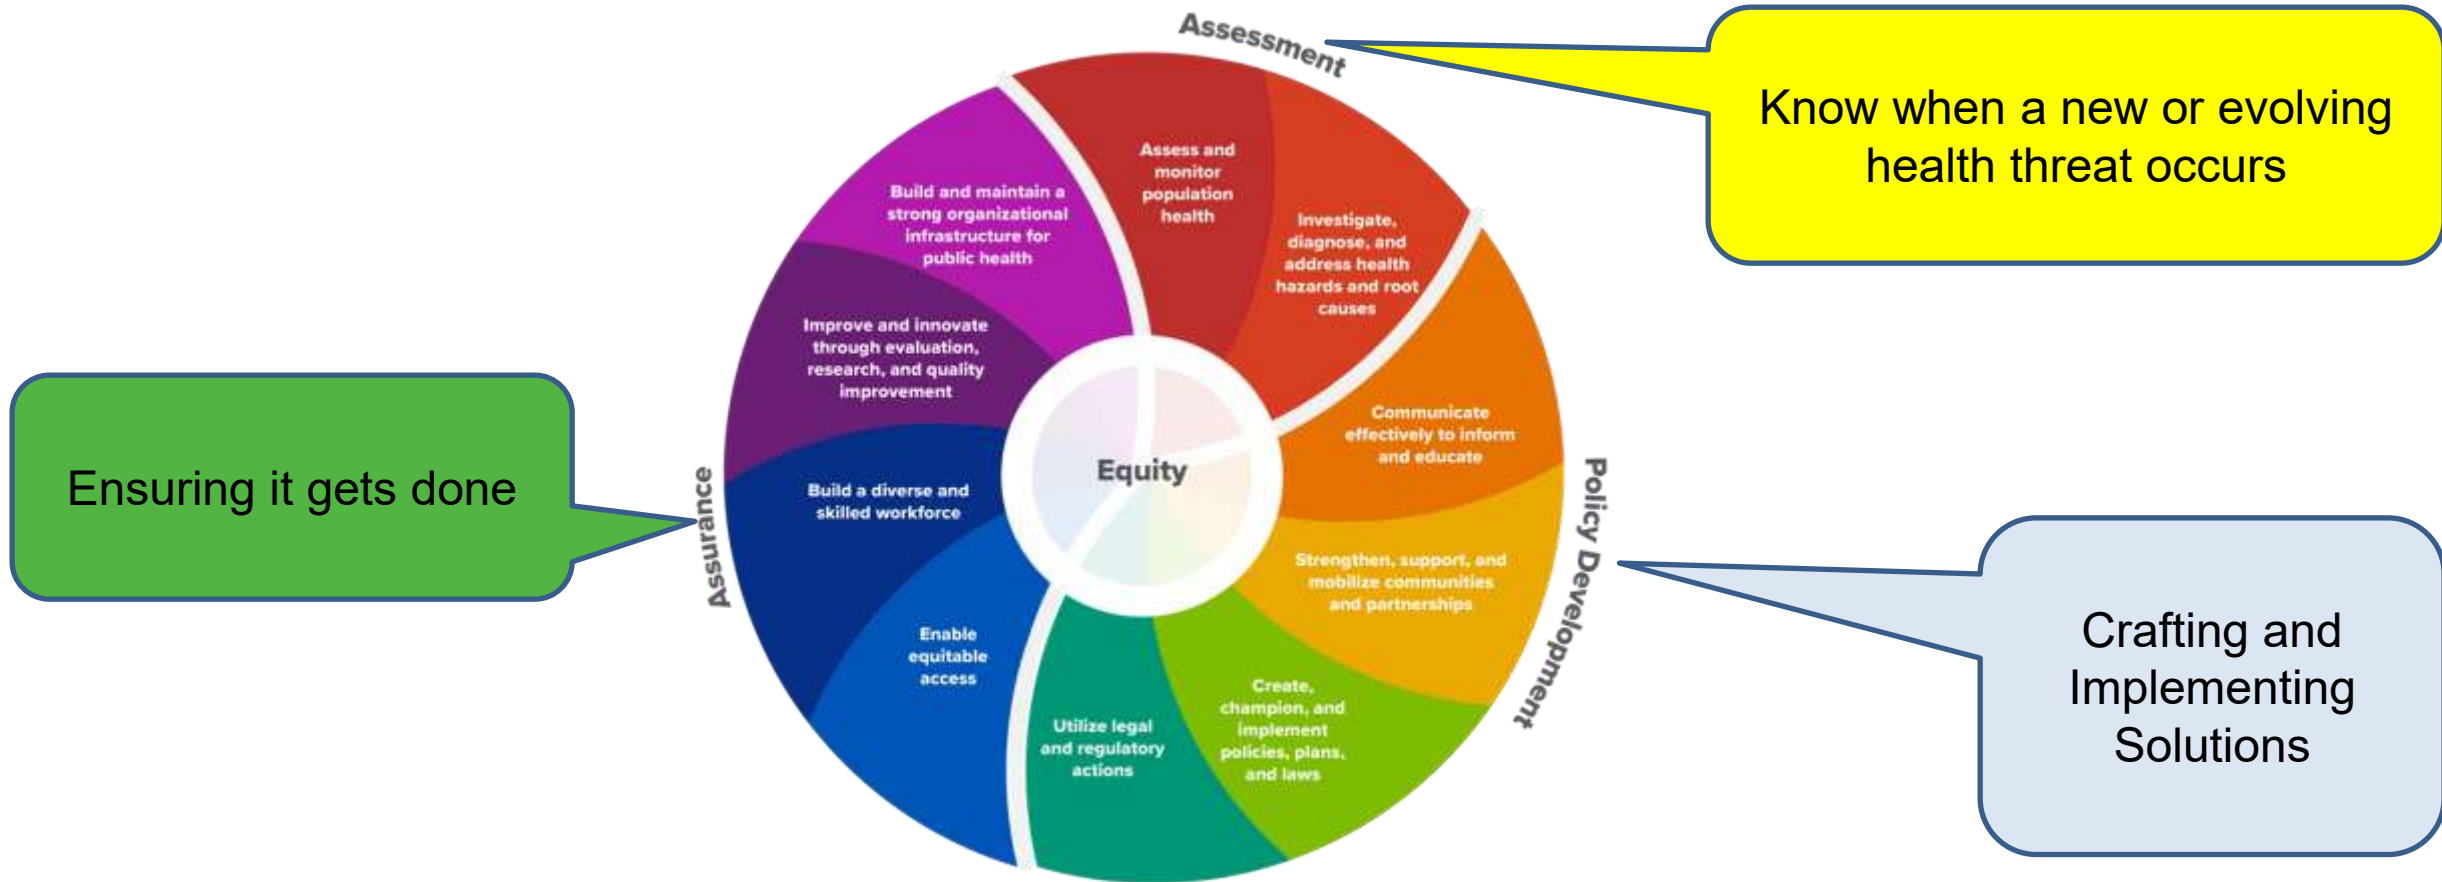 Assessment
Know when a new or evolving
health threat occurs
Assess and
monitor
population
health
Investigate,
diagnose, and
address health
hazards and root
causes
Communicate
effectively to inform
and educate
Strengthen, support, and
mobilize communities
and partnerships
Create,
champion, and
implement
policies, plans,
and laws
Utilize legal
and regulatory
actions
Enable
equitable
access
Build a diverse and
skilled workforce
Improve and innovate
through evaluation,
research, and quality
improvement
Build and maintain a
strong organizational
infrastructure for
public health
Equity
Policy Development
Crafting and
Implementing
Solutions
Assurance
Ensuring it gets done